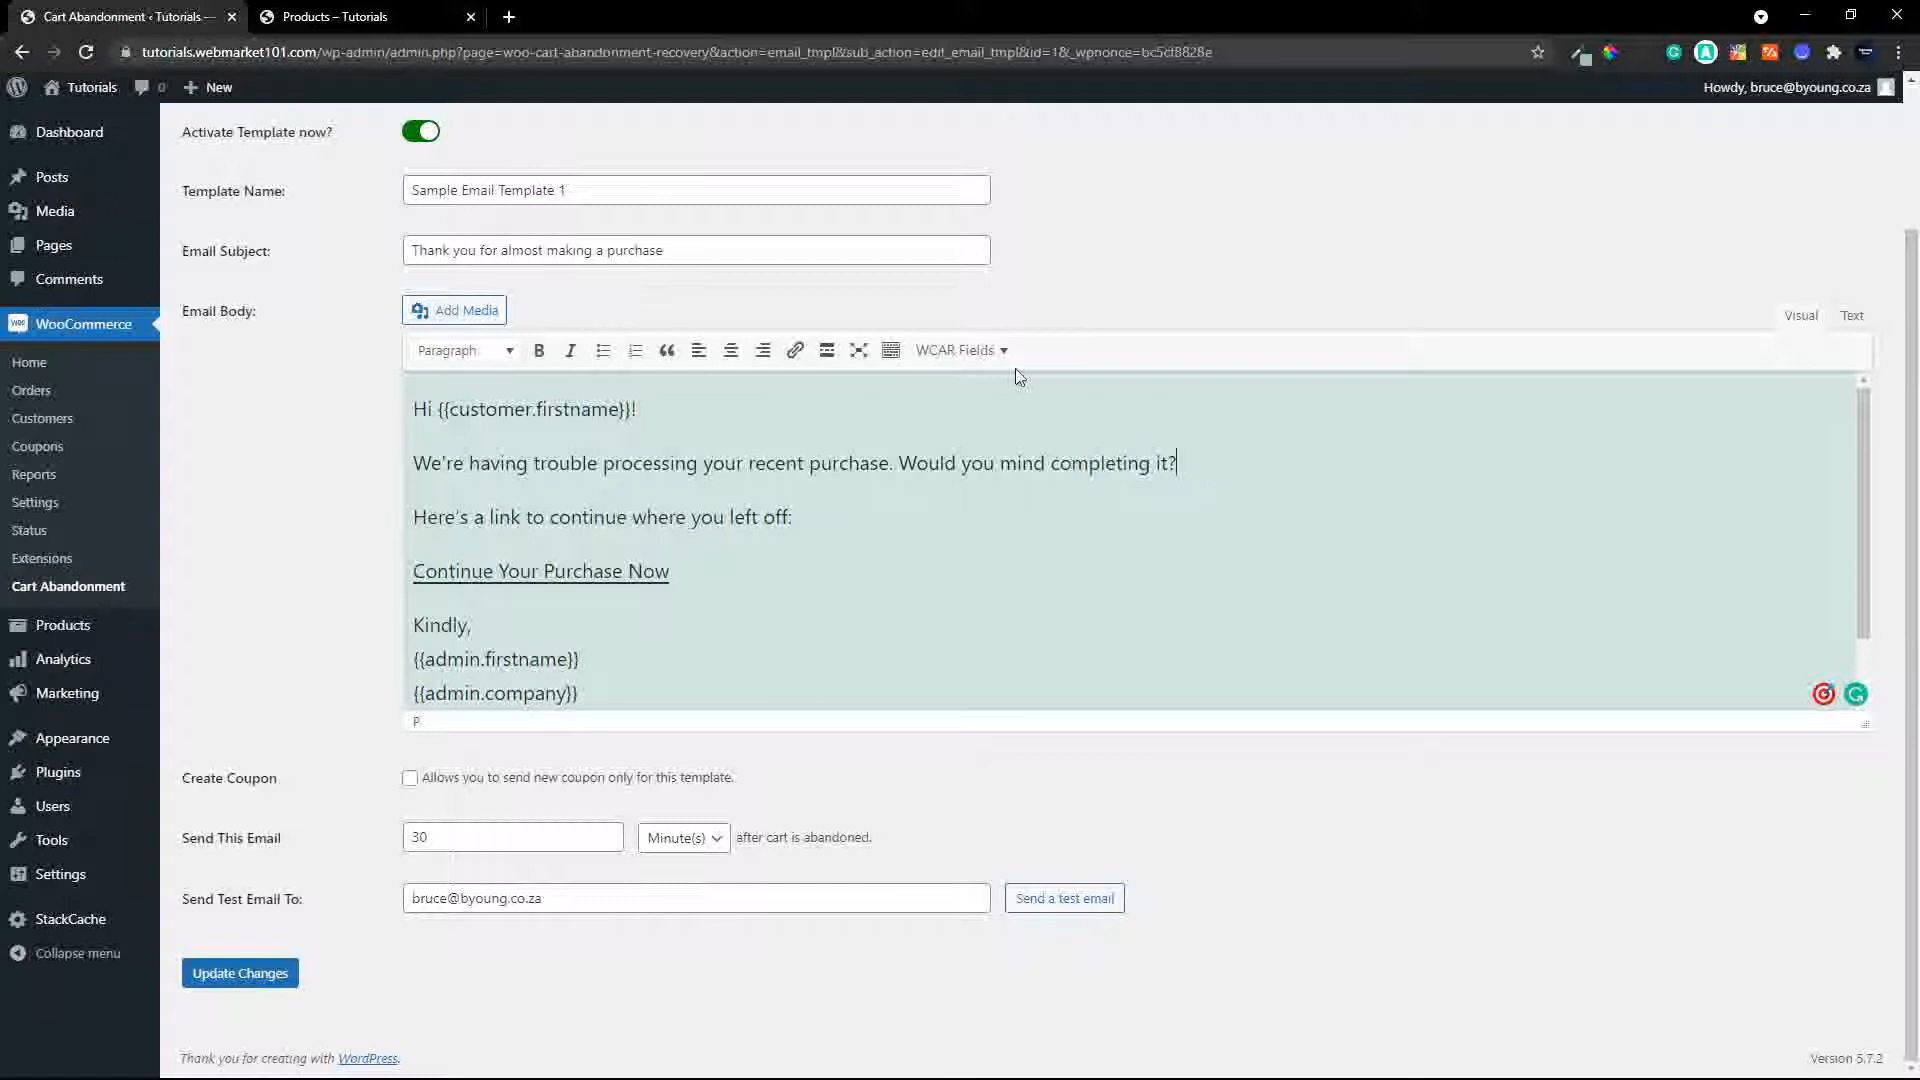 Cart Abandonment ‹ Tutorials —
Products – Tutorials
tutorials.webmarket101.com/wp-admin/admin.php?page=woo-cart-abandonment-recovery&action=email_tmpl&sub_action=edit_email_tmpl&id=1&_wpnonce=bc5cf8828e
Tutorials
0
New
Howdy, bruce@byoung.co.za
Dashboard
Posts
Media
Pages
Comments
WooCommerce
Home
Orders
Customers
Coupons
Reports
Settings
Status
Extensions
Cart Abandonment
Products
Analytics
Marketing
Appearance
Plugins
Users
Tools
Settings
StackCache
Collapse menu
Activate Template now?
Template Name:
Sample Email Template 1
Email Subject:
Thank you for almost making a purchase
Email Body:
Add Media
Visual
Text
Paragraph
B
I
WCAR Fields
Hi {{customer.firstname}}!
We're having trouble processing your recent purchase. Would you mind completing it?
Here's a link to continue where you left off:
Continue Your Purchase Now
Kindly,
{{admin.firstname}}
{{admin.company}}
P
Create Coupon
Allows you to send new coupon only for this template.
Send This Email
30
Minute(s)
after cart is abandoned.
Send Test Email To:
bruce@byoung.co.za
Send a test email
Update Changes
Thank you for creating with WordPress.
Version 5.7.2